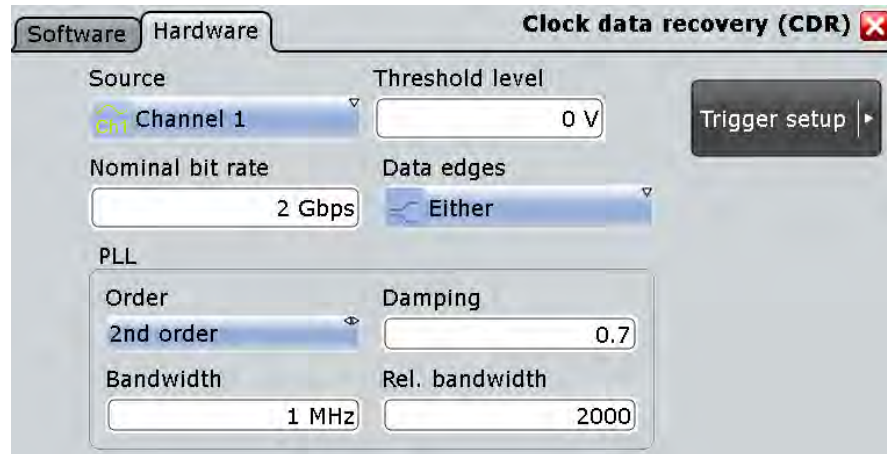 Software
Hardware
Clock data recovery (CDR)
Source
Threshold level
Ch1
Channel 1
0 V
Trigger setup
Nominal bit rate
Data edges
2 Gbps
Either
PLL
Order
Damping
2nd order
0.7
Bandwidth
Rel. bandwidth
1 MHz
2000